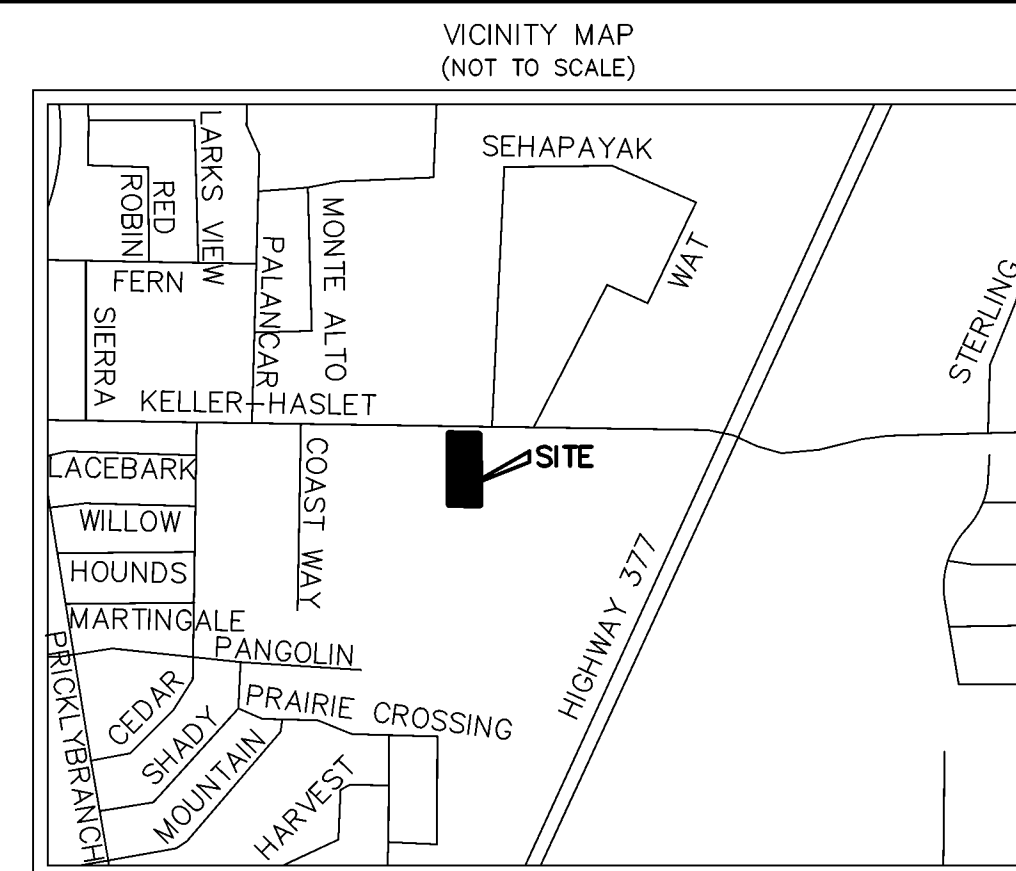 VICINITY MAP
(NOT TO SCALE)
LARKS VIEW
SEHAPAYAK
RED
ROBIN
MONTE ALTO
PALANCAR
WAT
FERN
STERLING
SIERRA
KELLER-HASLET
SITE
COAST WAY
LACEBARK
WILLOW
HOUNDS
HIGHWAY 377
MARTINGALE
PANGOLIN
PRICKLYBRANCH
CEDAR
PRAIRIE CROSSING
SHADY
MOUNTAIN
HARVEST